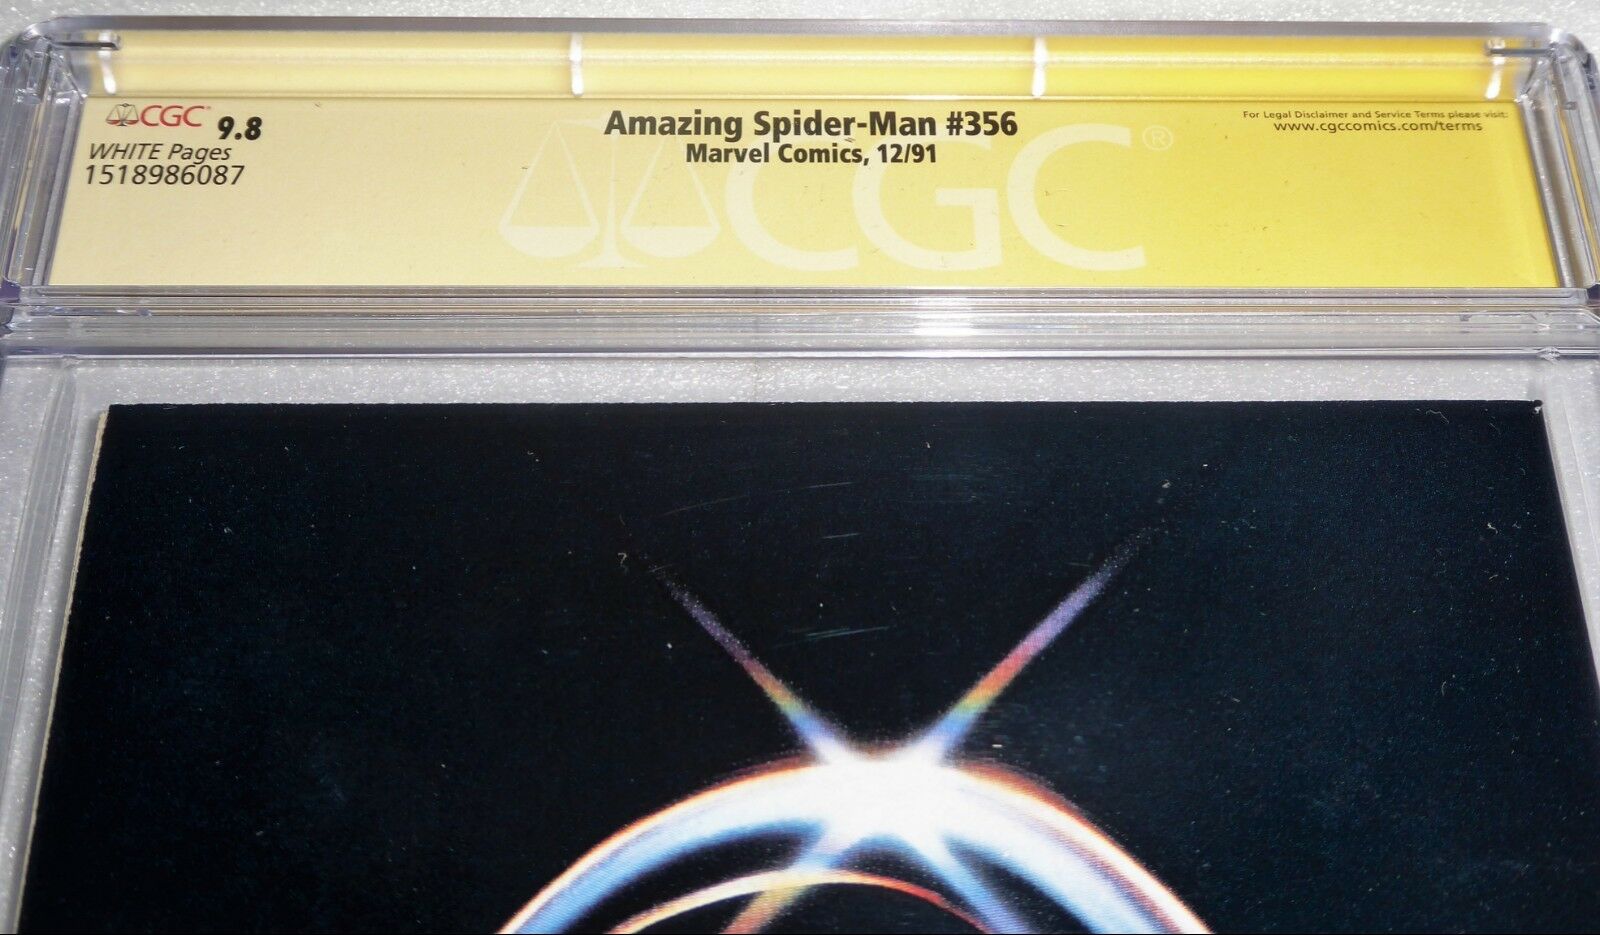 CGC 9.8
WHITE Pages
1518986087
Amazing Spider-Man #356
Marvel Comics, 12/91
For Legal Disclaimer and Service Terms please visit:
www.cgccomics.com/terms
CGC®